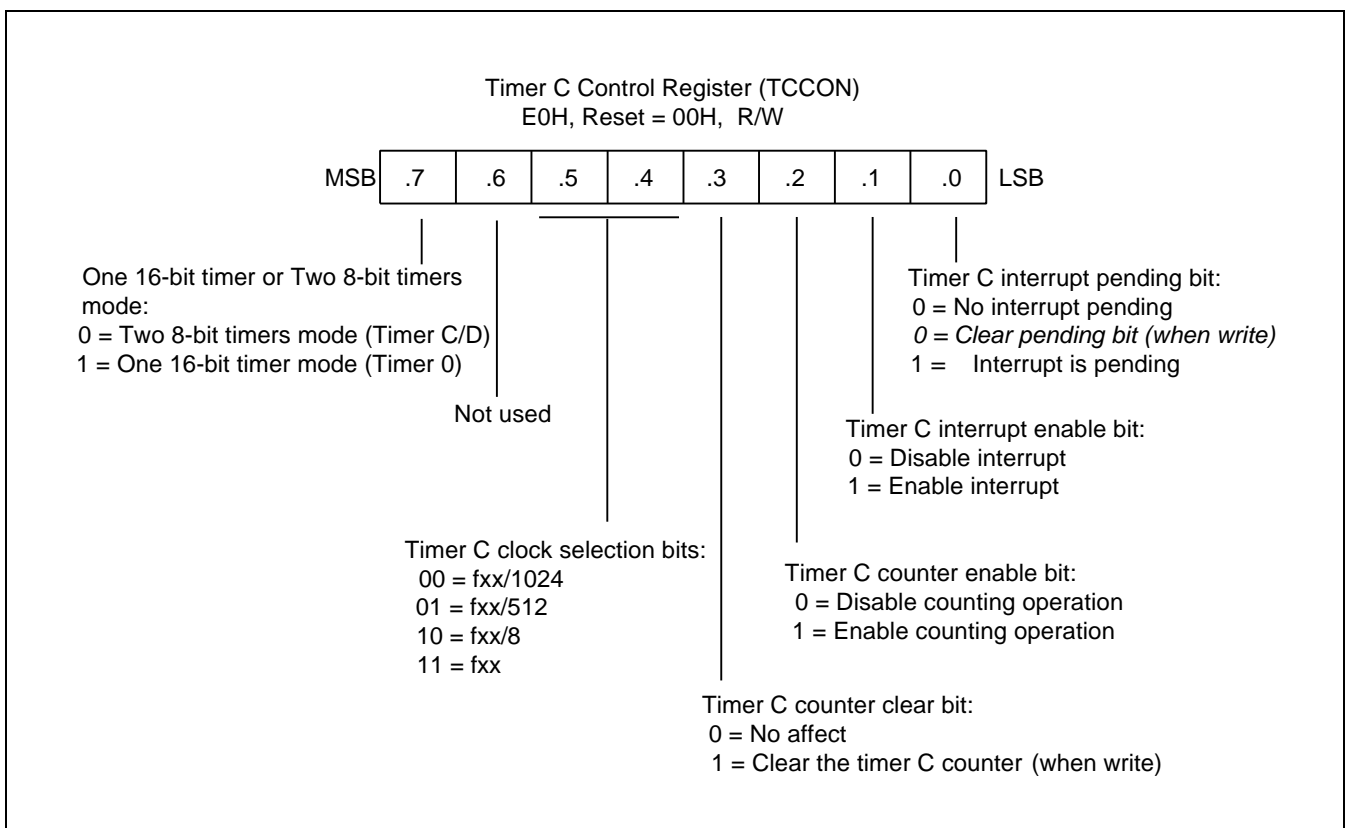 Timer C Control Register (TCCON)
E0H, Reset = 00H, R/W
MSB .7 .6 .5 .4 .3 .2 .1 .0 LSB
One 16-bit timer or Two 8-bit timers
mode:
0 = Two 8-bit timers mode (Timer C/D)
1 = One 16-bit timer mode (Timer 0)
Not used
Timer C clock selection bits:
00 = fxx/1024
01 = fxx/512
10 = fxx/8
11 = fxx
Timer C counter clear bit:
0 = No affect
1 = Clear the timer C counter (when write)
Timer C counter enable bit:
0 = Disable counting operation
1 = Enable counting operation
Timer C interrupt enable bit:
0 = Disable interrupt
1 = Enable interrupt
Timer C interrupt pending bit:
0 = No interrupt pending
0 = Clear pending bit (when write)
1 = Interrupt is pending